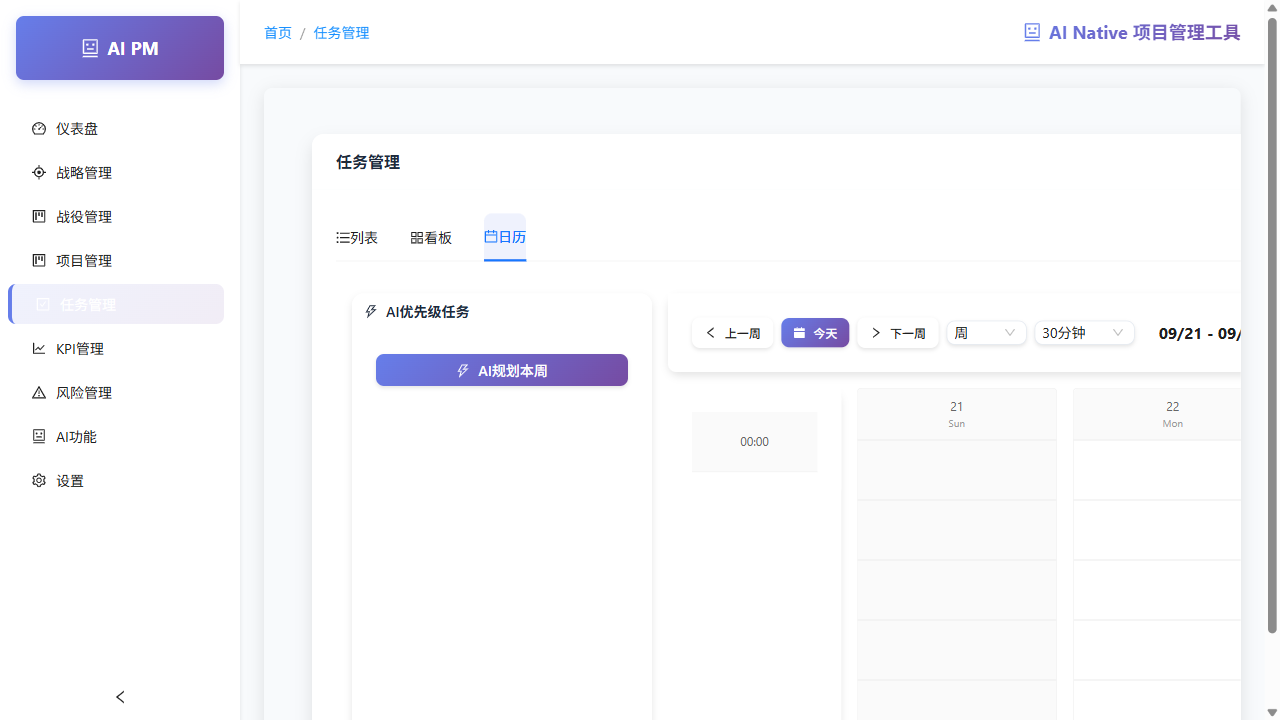 AI PM
首页 / 任务管理
AI Native 项目管理工具
仪表盘
战略管理
战役管理
项目管理
任务管理
KPI管理
风险管理
AI功能
设置
任务管理
列表
看板
日历
AI优先级任务
AI规划本周
上一周
今天
下一周
周
30分钟
09/21 - 09/
00:00
21
Sun
22
Mon